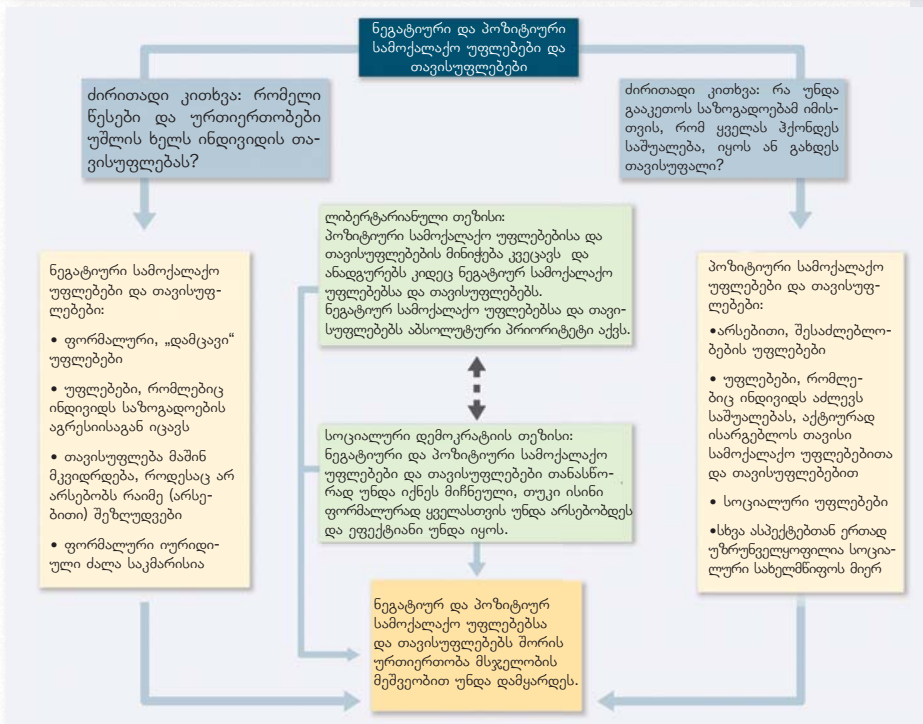 ნეგატიური და პოზიტიური
სამოქალაქო უფლებები და
თავისუფლებები
ძირითადი კითხვა: რომელი
წესები და ურთიერთობები
უშლის ხელს ინდივიდის თა-
ვისუფლებას?
ძირითადი კითხვა: რა უნდა
გააკეთოს საზოგადოებამ იმის-
თვის, რომ ყველას ჰქონდეს
საშუალება, იყოს ან გახდეს
თავისუფალი?
ნეგატიური სამოქალაქო
უფლებები და თავისუფ-
ლებები:
• ფორმალური, „დამცავი“
უფლებები
• უფლებები, რომლებიც
ინდივიდს საზოგადოების
აგრესიისაგან იცავს
• თავისუფლება მაშინ
მკვიდრდება, როდესაც არ
არსებობს რაიმე (არსე-
ბითი) შეზღუდვები
• ფორმალური იურიდი-
ული ძალა საკმარისია
ლიბერტარიანული თეზისი:
პოზიტიური სამოქალაქო უფლებებისა და
თავისუფლებების მინიჭება კვეცავს და
ანადგურებს კიდეც ნეგატიურ სამოქალაქო
უფლებებსა და თავისუფლებებს.
ნეგატიურ სამოქალაქო უფლებებსა და თავი-
სუფლებებს აბსოლუტური პრიორიტეტი აქვს.
სოციალური დემოკრატიის თეზისი:
ნეგატიური და პოზიტიური სამოქალაქო
უფლებები და თავისუფლებები თანასწო-
რად უნდა იქნეს მიჩნეული, თუკი ისინი
ფორმალურად ყველასთვის უნდა არსებობდეს
და ეფექტიანი უნდა იყოს.
ნეგატიურ და პოზიტიურ
სამოქალაქო უფლებებსა
და თავისუფლებებს შორის
ურთიერთობა მსჯელობის
მეშვეობით უნდა დამყარდეს.
პოზიტიური სამოქალაქო
უფლებები და თავისუფ-
ლებები:
•არსებითი, შესაძლებლო-
ბების უფლებები
• უფლებები, რომლე-
ბიც ინდივიდს აძლევს
საშუალებას, აქტიურად
ისარგებლოს თავისი
სამოქალაქო უფლებებითა
და თავისუფლებებით
• სოციალური უფლებები
•სხვა ასპექტებთან ერთად
უზრუნველყოფილია სოცია-
ლური სახელმწიფოს მიერ